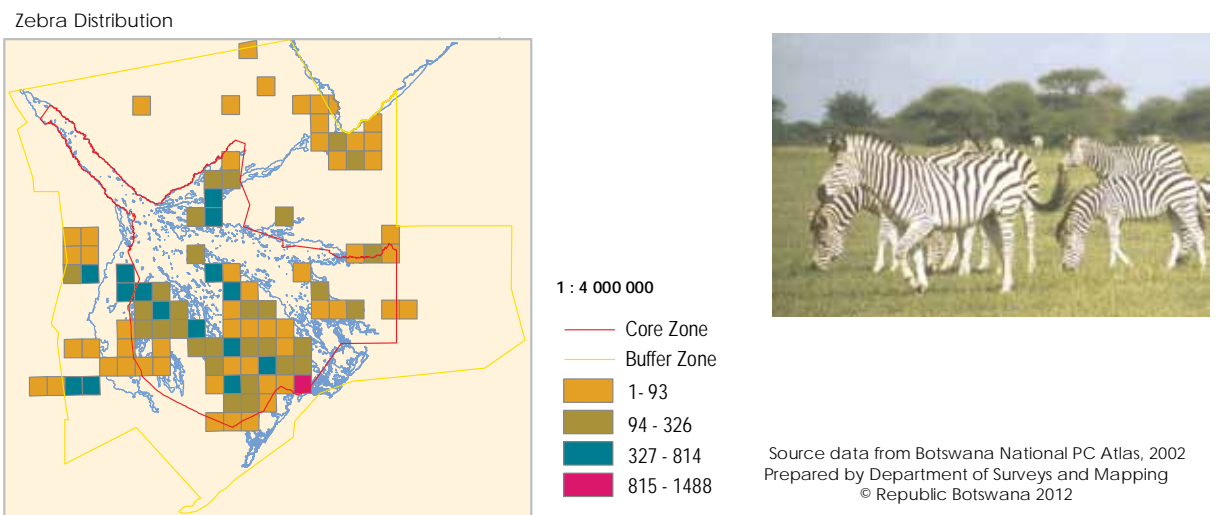 Zebra Distribution
1 : 4 000 000
Core Zone
Buffer Zone
1- 93
94 - 326
327 - 814
815 - 1488
Source data from Botswana National PC Atlas, 2002
Prepared by Department of Surveys and Mapping
© Republic Botswana 2012